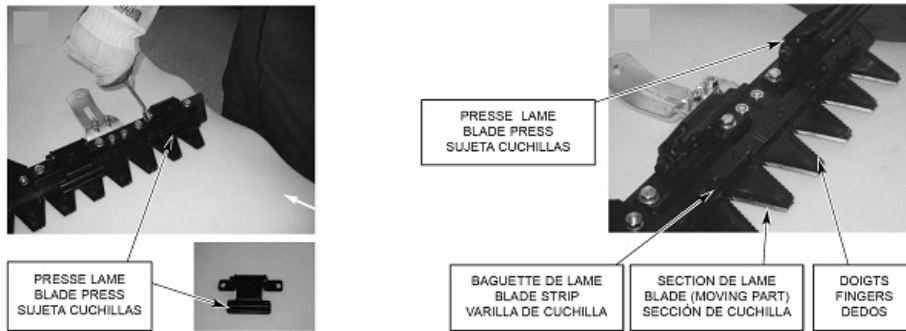 PRESSE LAME
BLADE PRESS
SUJETA CUCHILLAS
PRESSE LAME
BLADE PRESS
SUJETA CUCHILLAS
BAGUETTE DE LAME
BLADE STRIP
VARILLA DE CUCHILLA
SECTION DE LAME
BLADE (MOVING PART)
SECCIÓN DE CUCHILLA
DOIGTS
FINGERS
DEDOS